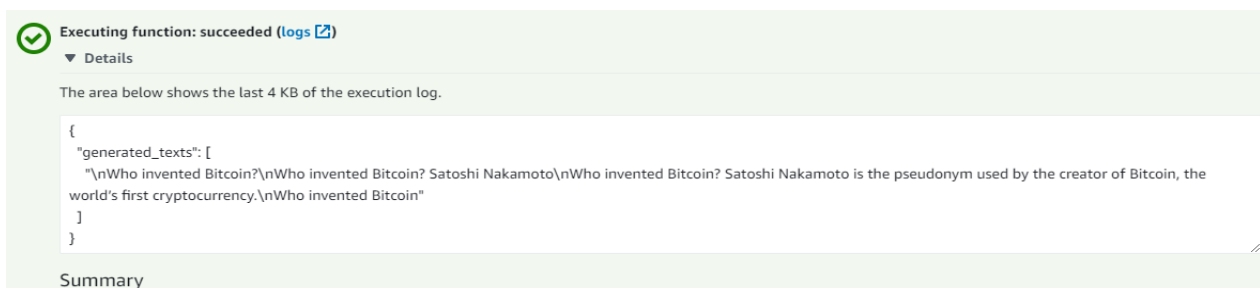 Executing function: succeeded (logs)
Details
The area below shows the last 4 KB of the execution log.
{
"generated_texts": [
"\nWho invented Bitcoin?\nWho invented Bitcoin? Satoshi Nakamoto\nWho invented Bitcoin? Satoshi Nakamoto is the pseudonym used by the creator of Bitcoin, the
world's first cryptocurrency.\nWho invented Bitcoin"
]
}
Summary